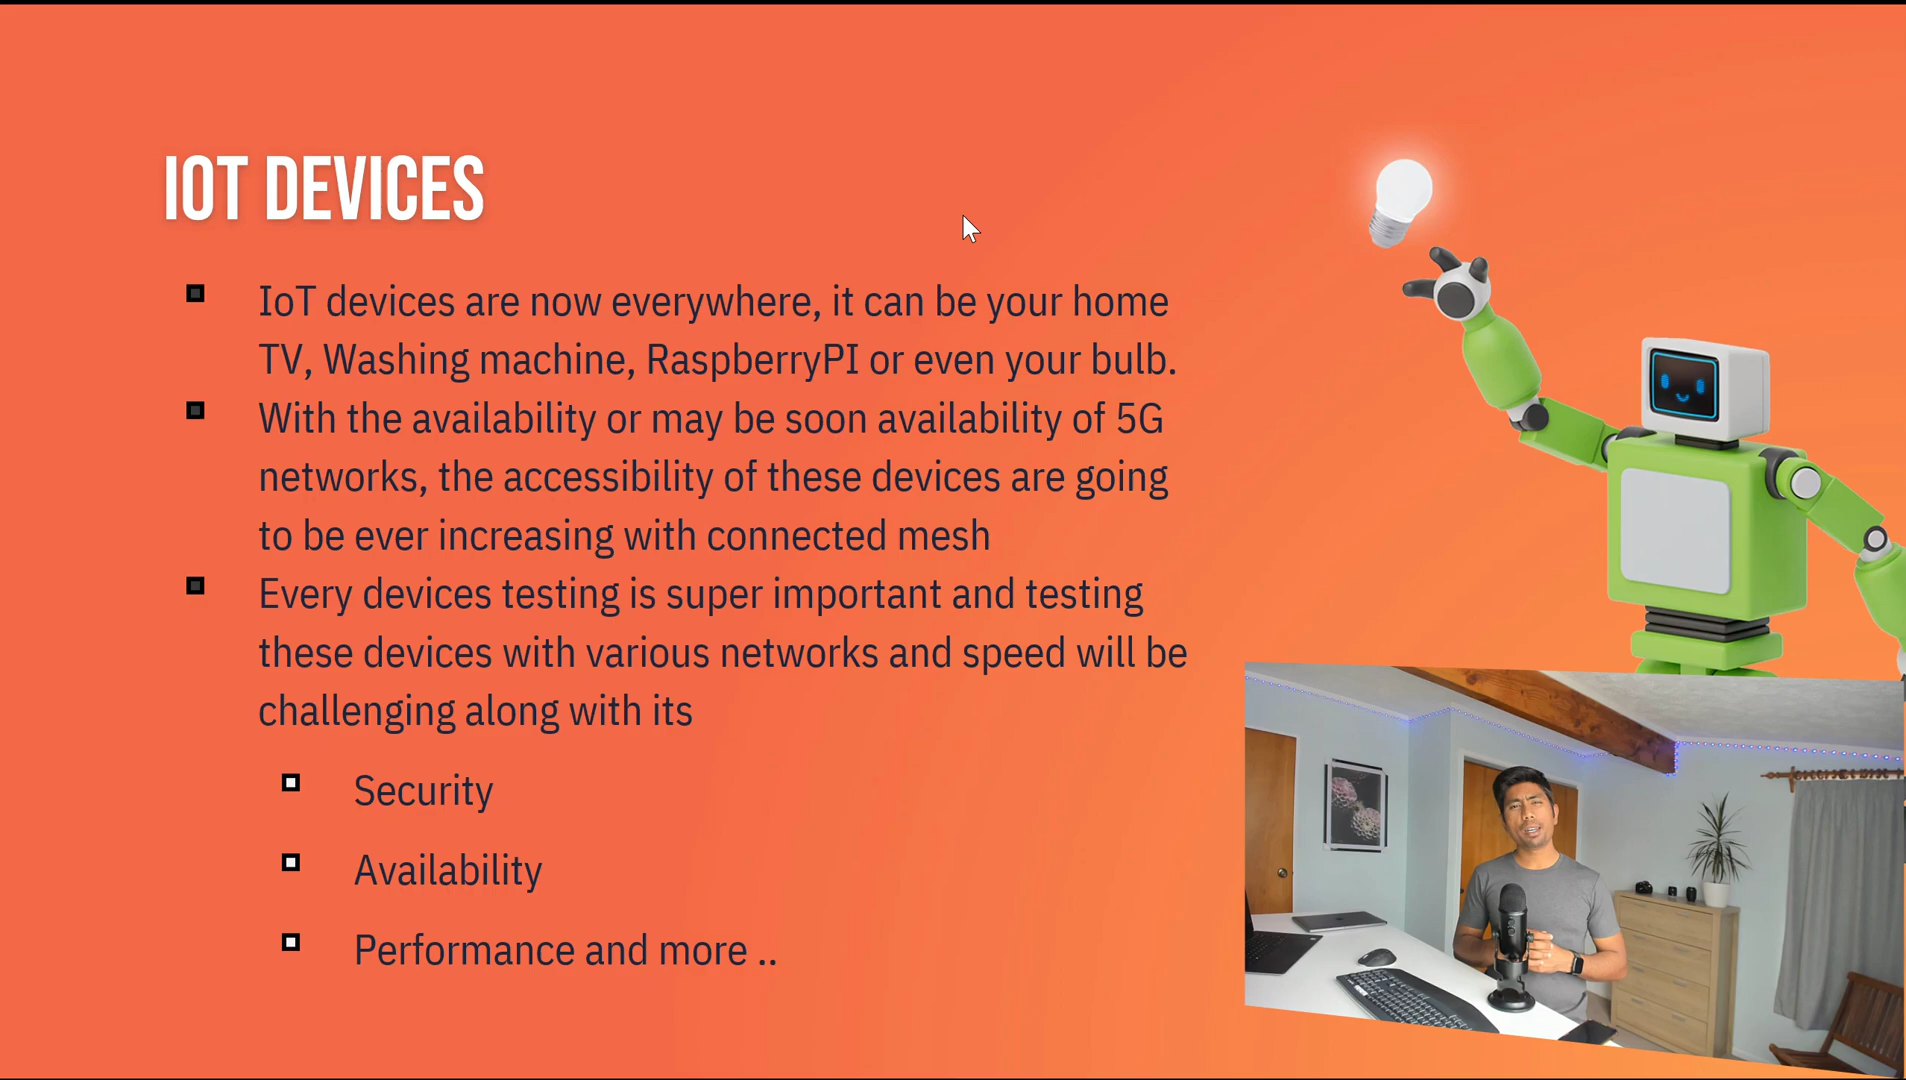 IOT DEVICES
IoT devices are now everywhere, it can be your home
TV, Washing machine, RaspberryPI or even your bulb.
With the availability or may be soon availability of 5G
networks, the accessibility of these devices are going
to be ever increasing with connected mesh
Every devices testing is super important and testing
these devices with various networks and speed will be
challenging along with its
Security
Availability
Performance and more ..